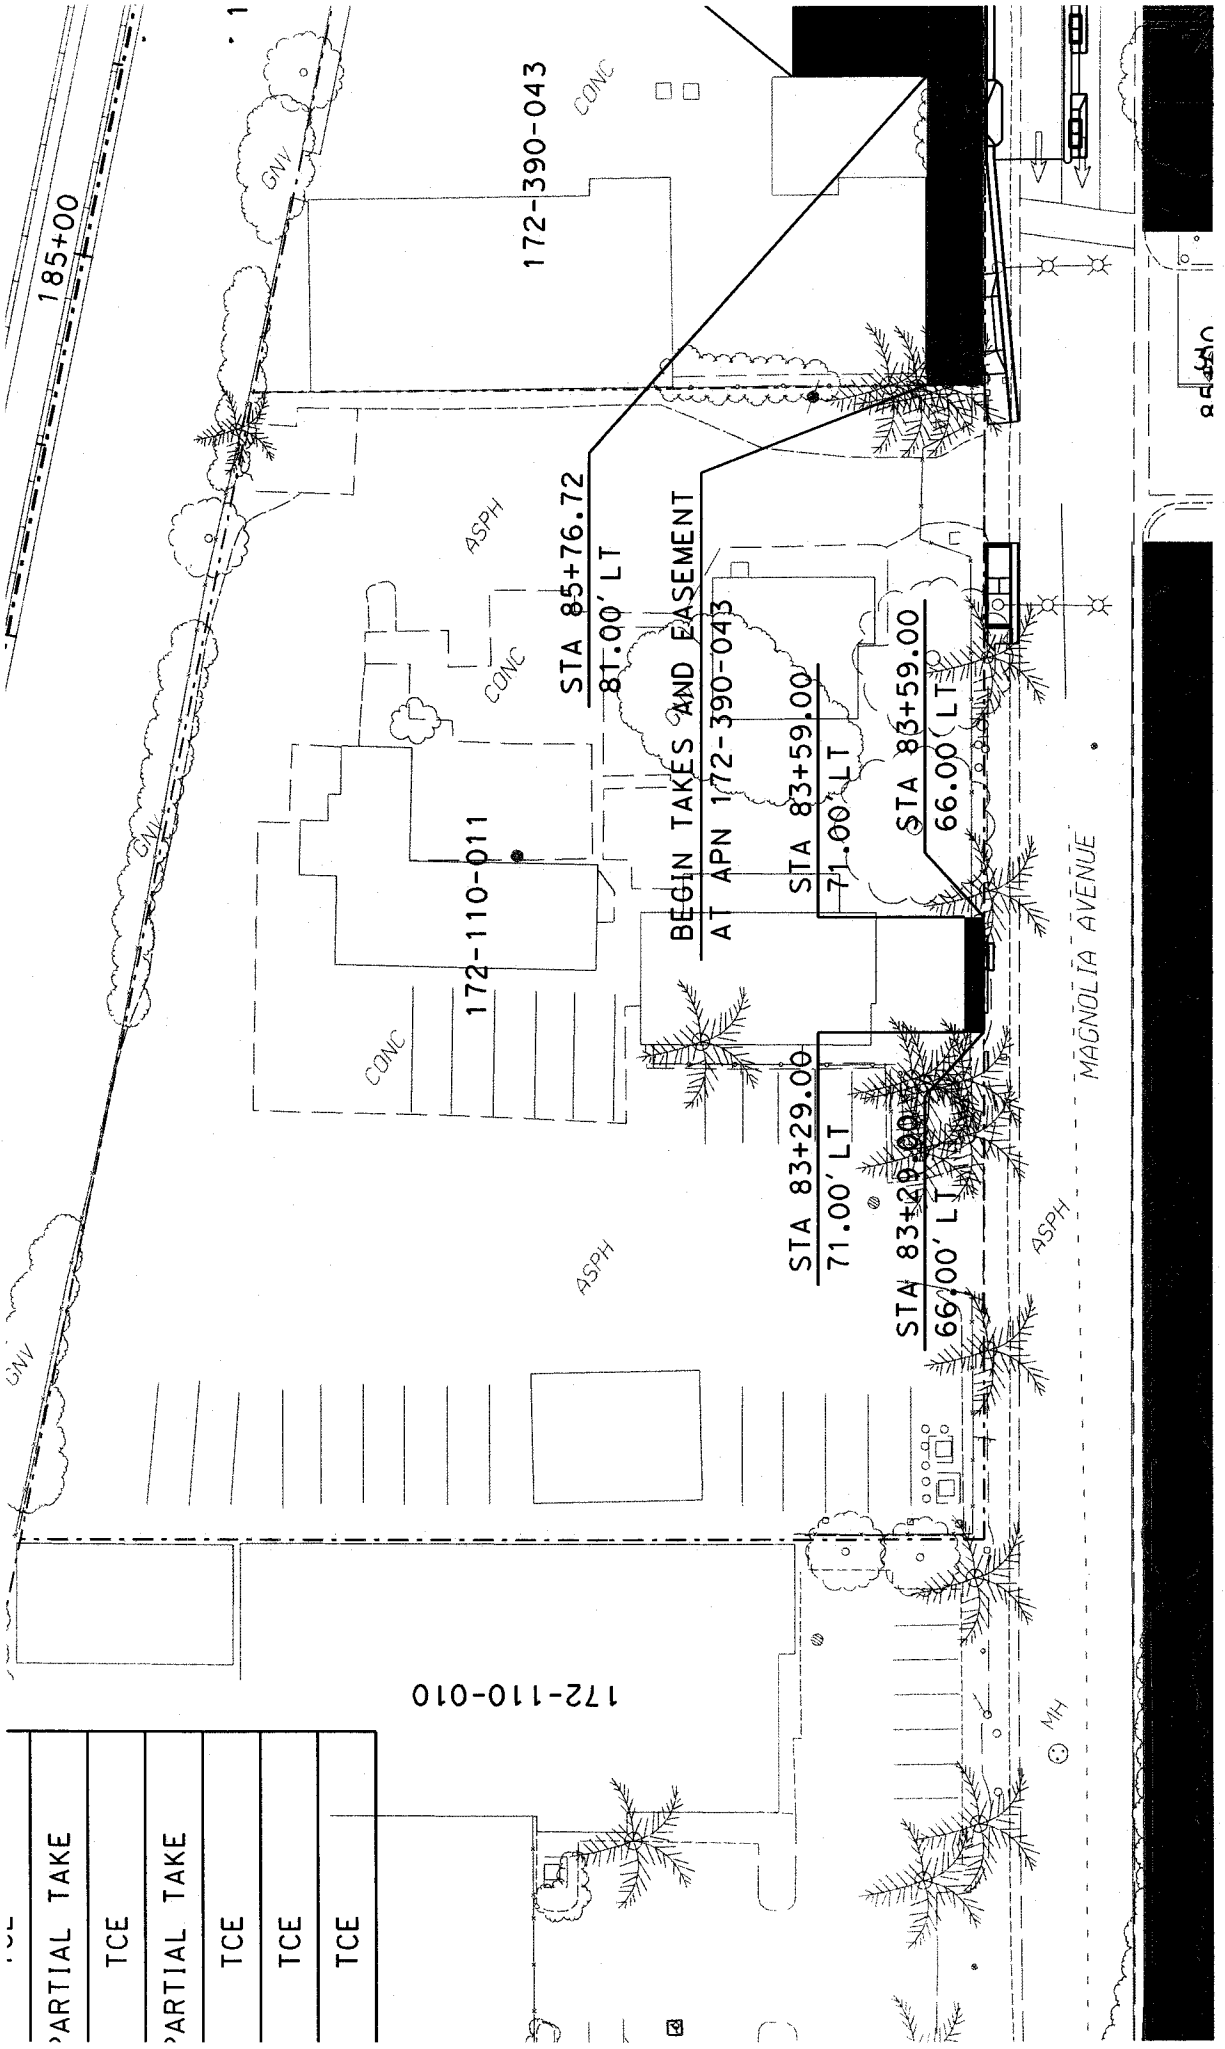 185+00
GNV
172-390-043
CONC
STA 85+76.72
81.00' LT
ASPH
CONC
BEGIN TAKES AND EASEMENT
AT APN 172-390-043
STA 83+59.00
71.00' LT
STA 83+59.00
66.00' LT
GNV
172-110-011
CONC
STA 83+29.00
71.00' LT
STA 83+29.00
66.00' LT
MAGNOLIA AVENUE
ASPH
ASPH
GNV
172-110-010
MH
PARTIAL TAKE
TCE
PARTIAL TAKE
TCE
TCE
TCE